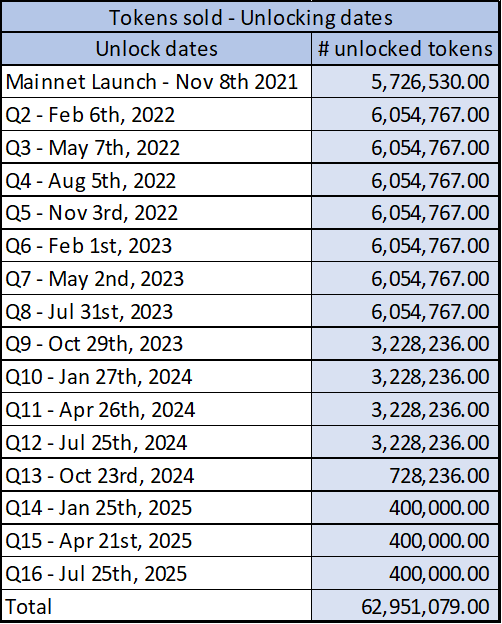 Tokens sold - Unlocking dates
Unlock dates # unlocked tokens
Mainnet Launch - Nov 8th 2021 5,726,530.00
Q2 - Feb 6th, 2022 6,054,767.00
Q3 - May 7th, 2022 6,054,767.00
Q4 - Aug 5th, 2022 6,054,767.00
Q5 - Nov 3rd, 2022 6,054,767.00
Q6 - Feb 1st, 2023 6,054,767.00
Q7 - May 2nd, 2023 6,054,767.00
Q8 - Jul 31st, 2023 6,054,767.00
Q9 - Oct 29th, 2023 3,228,236.00
Q10 - Jan 27th, 2024 3,228,236.00
Q11 - Apr 26th, 2024 3,228,236.00
Q12 - Jul 25th, 2024 3,228,236.00
Q13 - Oct 23rd, 2024 728,236.00
Q14 - Jan 25th, 2025 400,000.00
Q15 - Apr 21st, 2025 400,000.00
Q16 - Jul 25th, 2025 400,000.00
Total 62,951,079.00